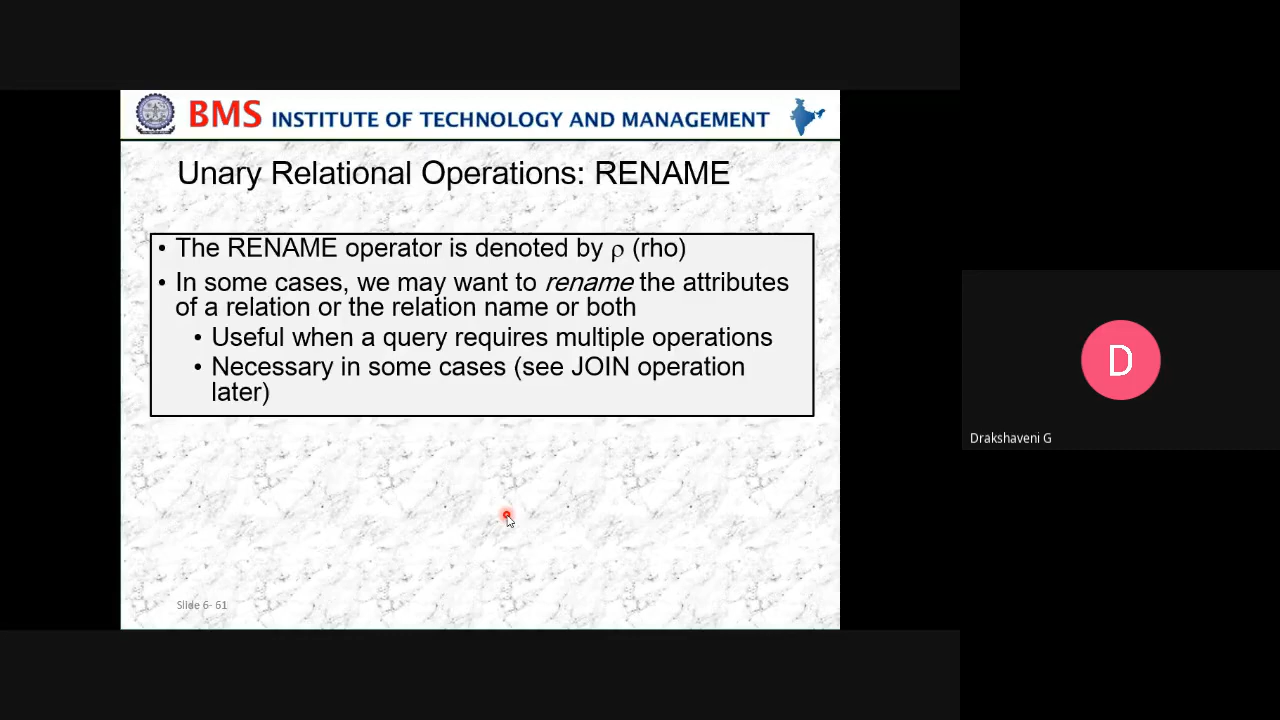 BMS INSTITUTE OF TECHNOLOGY AND MANAGEMENT
Unary Relational Operations: RENAME
• The RENAME operator is denoted by ρ (rho)
• In some cases, we may want to rename the attributes
of a relation or the relation name or both
• Useful when a query requires multiple operations
• Necessary in some cases (see JOIN operation
later)
Slide 6- 61
D
Drakshaveni G